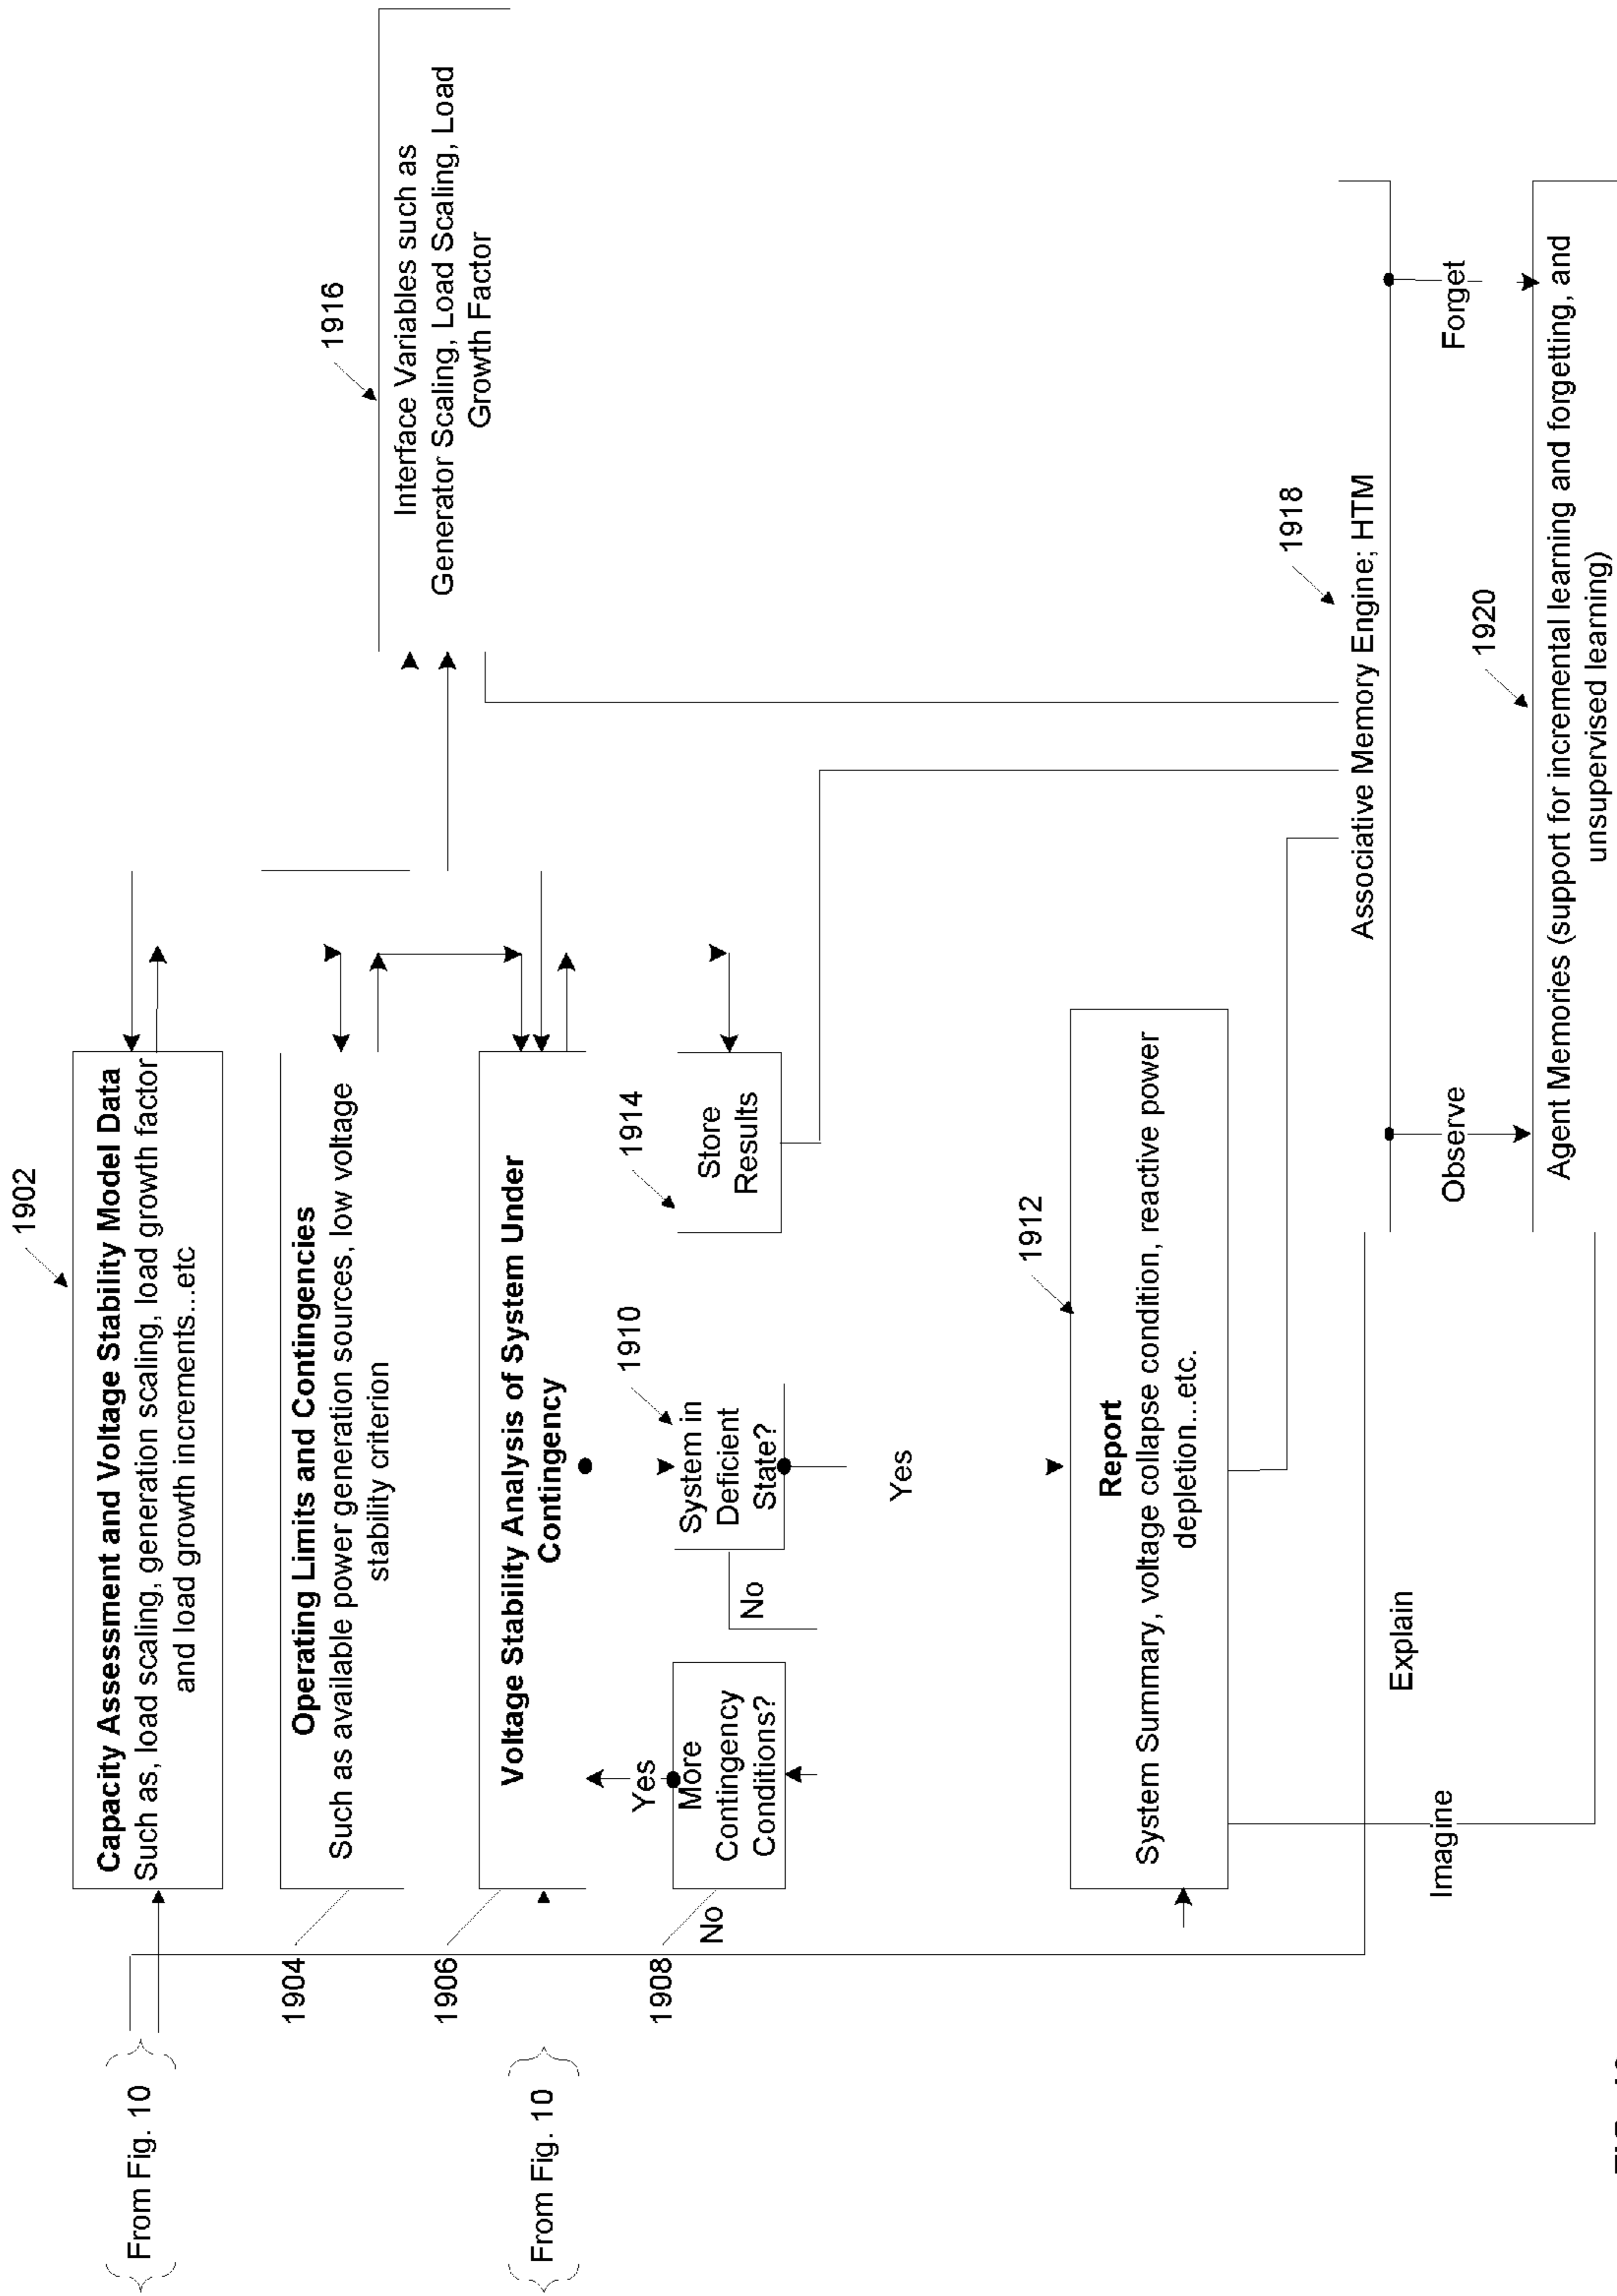 1902
Capacity Assessment and Voltage Stability Model Data
Such as, load scaling, generation scaling, load growth factor
and load growth increments...etc
From Fig. 10
1904
Operating Limits and Contingencies
Such as available power generation sources, low voltage
stability criterion
1916
Interface Variables such as
Generator Scaling, Load Scaling, Load
Growth Factor
1906
Voltage Stability Analysis of System Under
Contingency
From Fig. 10
1908
Yes
More
Contingency
Conditions?
No
No
1910
System in
Deficient
State?
Yes
1914
Store
Results
1912
Report
System Summary, voltage collapse condition, reactive power
depletion...etc.
1918
Associative Memory Engine; HTM
Explain
Imagine
Observe
Forget
1920
Agent Memories (support for incremental learning and forgetting, and
unsupervised learning)